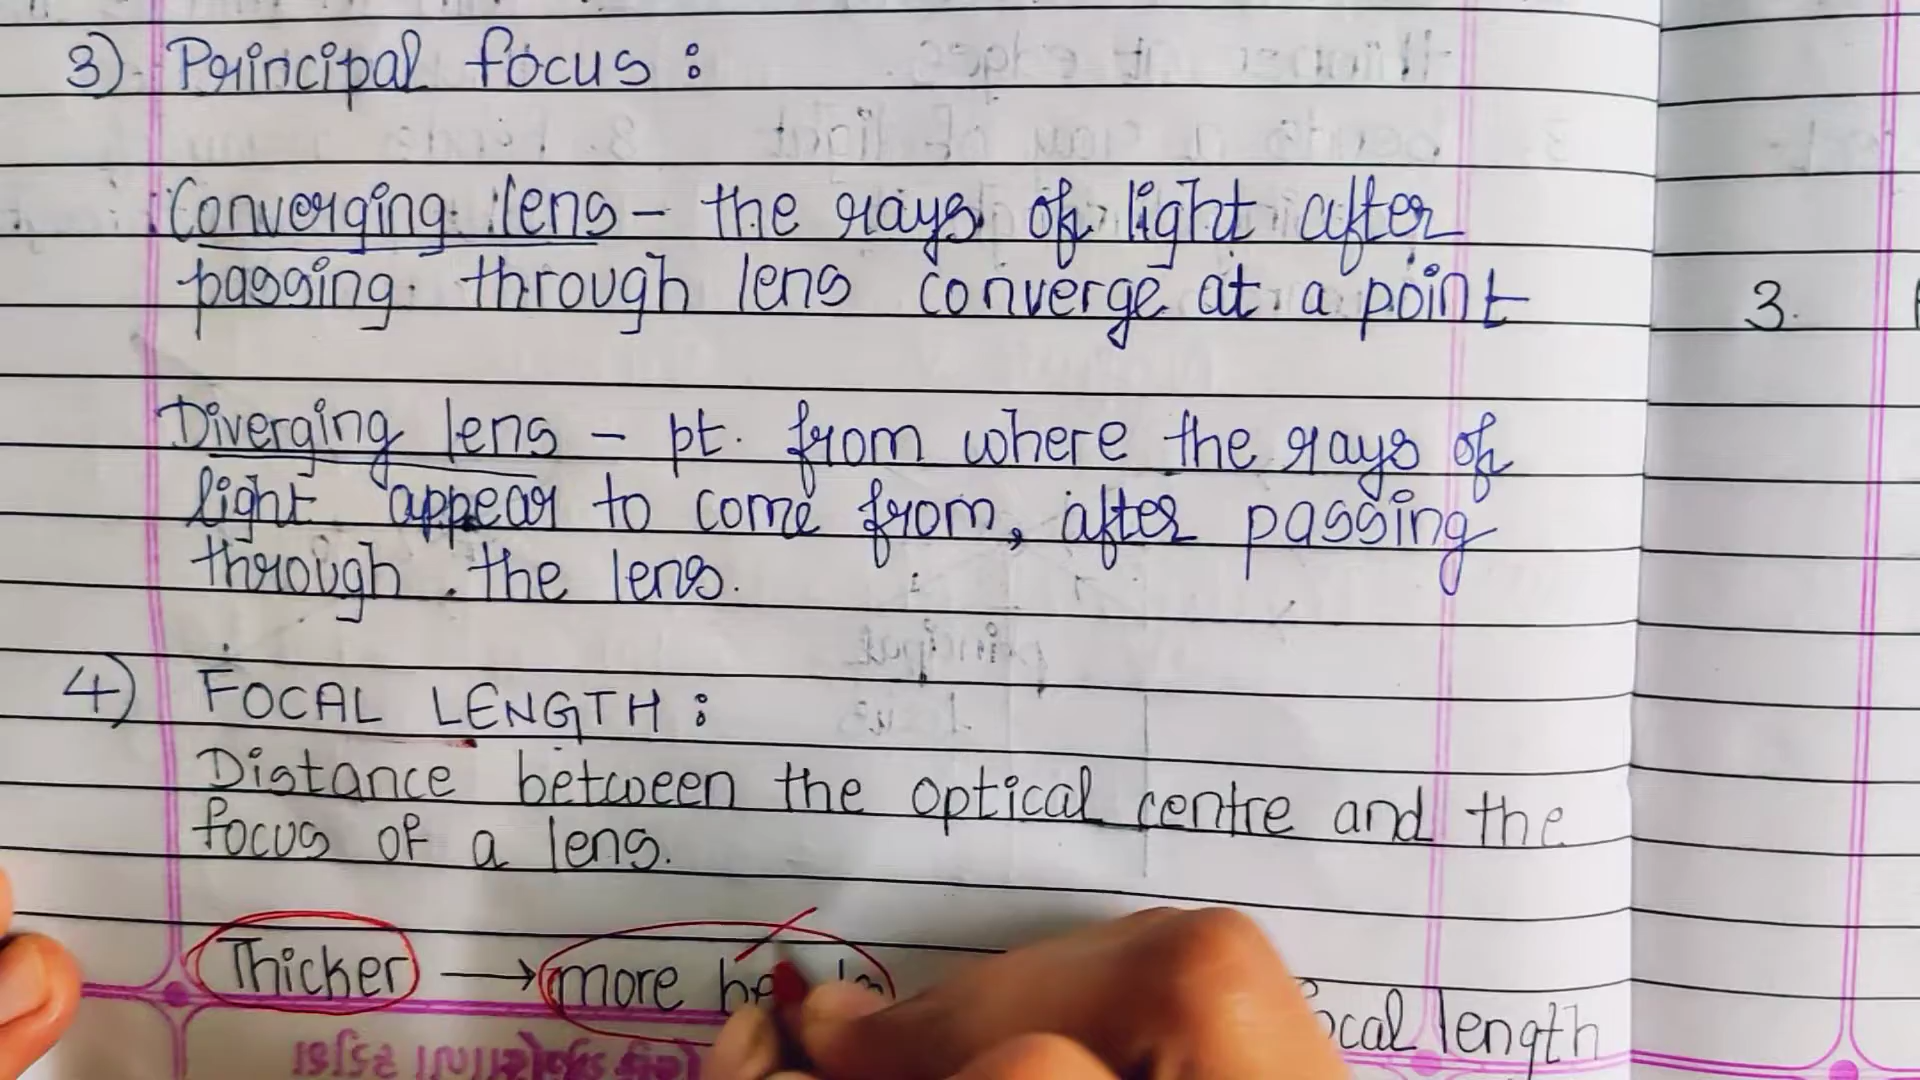 3) Principal focus :
Converging lens - the rays of light after
passing through lens converge at a point
3.
Diverging lens - pt. from where the rays of
light appear to come from, after passing
through the lens.
4) FOCAL LENGTH :
Distance between the optical centre and the
focus of a lens.
Thicker → more
length